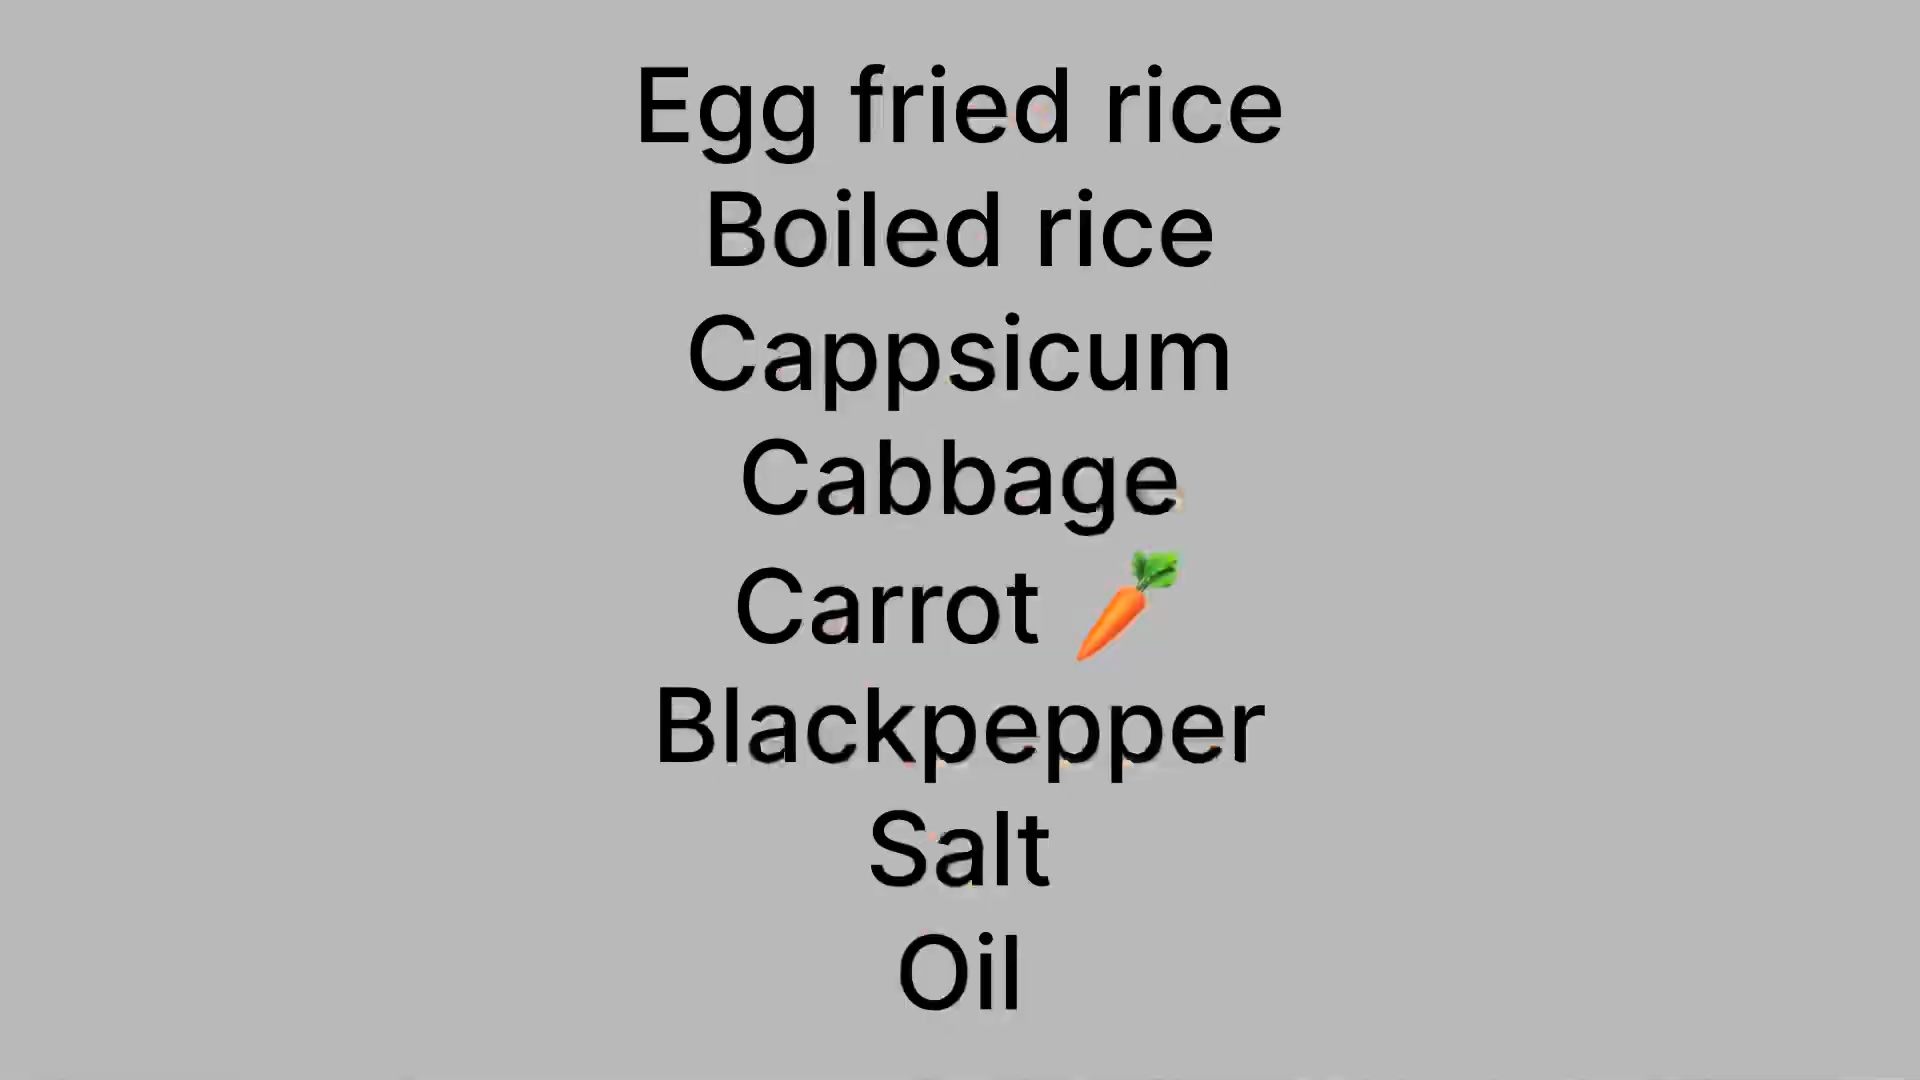 Egg fried rice
Boiled rice
Cappsicum
Cabbage
Carrot 🥕
Blackpepper
Salt
Oil